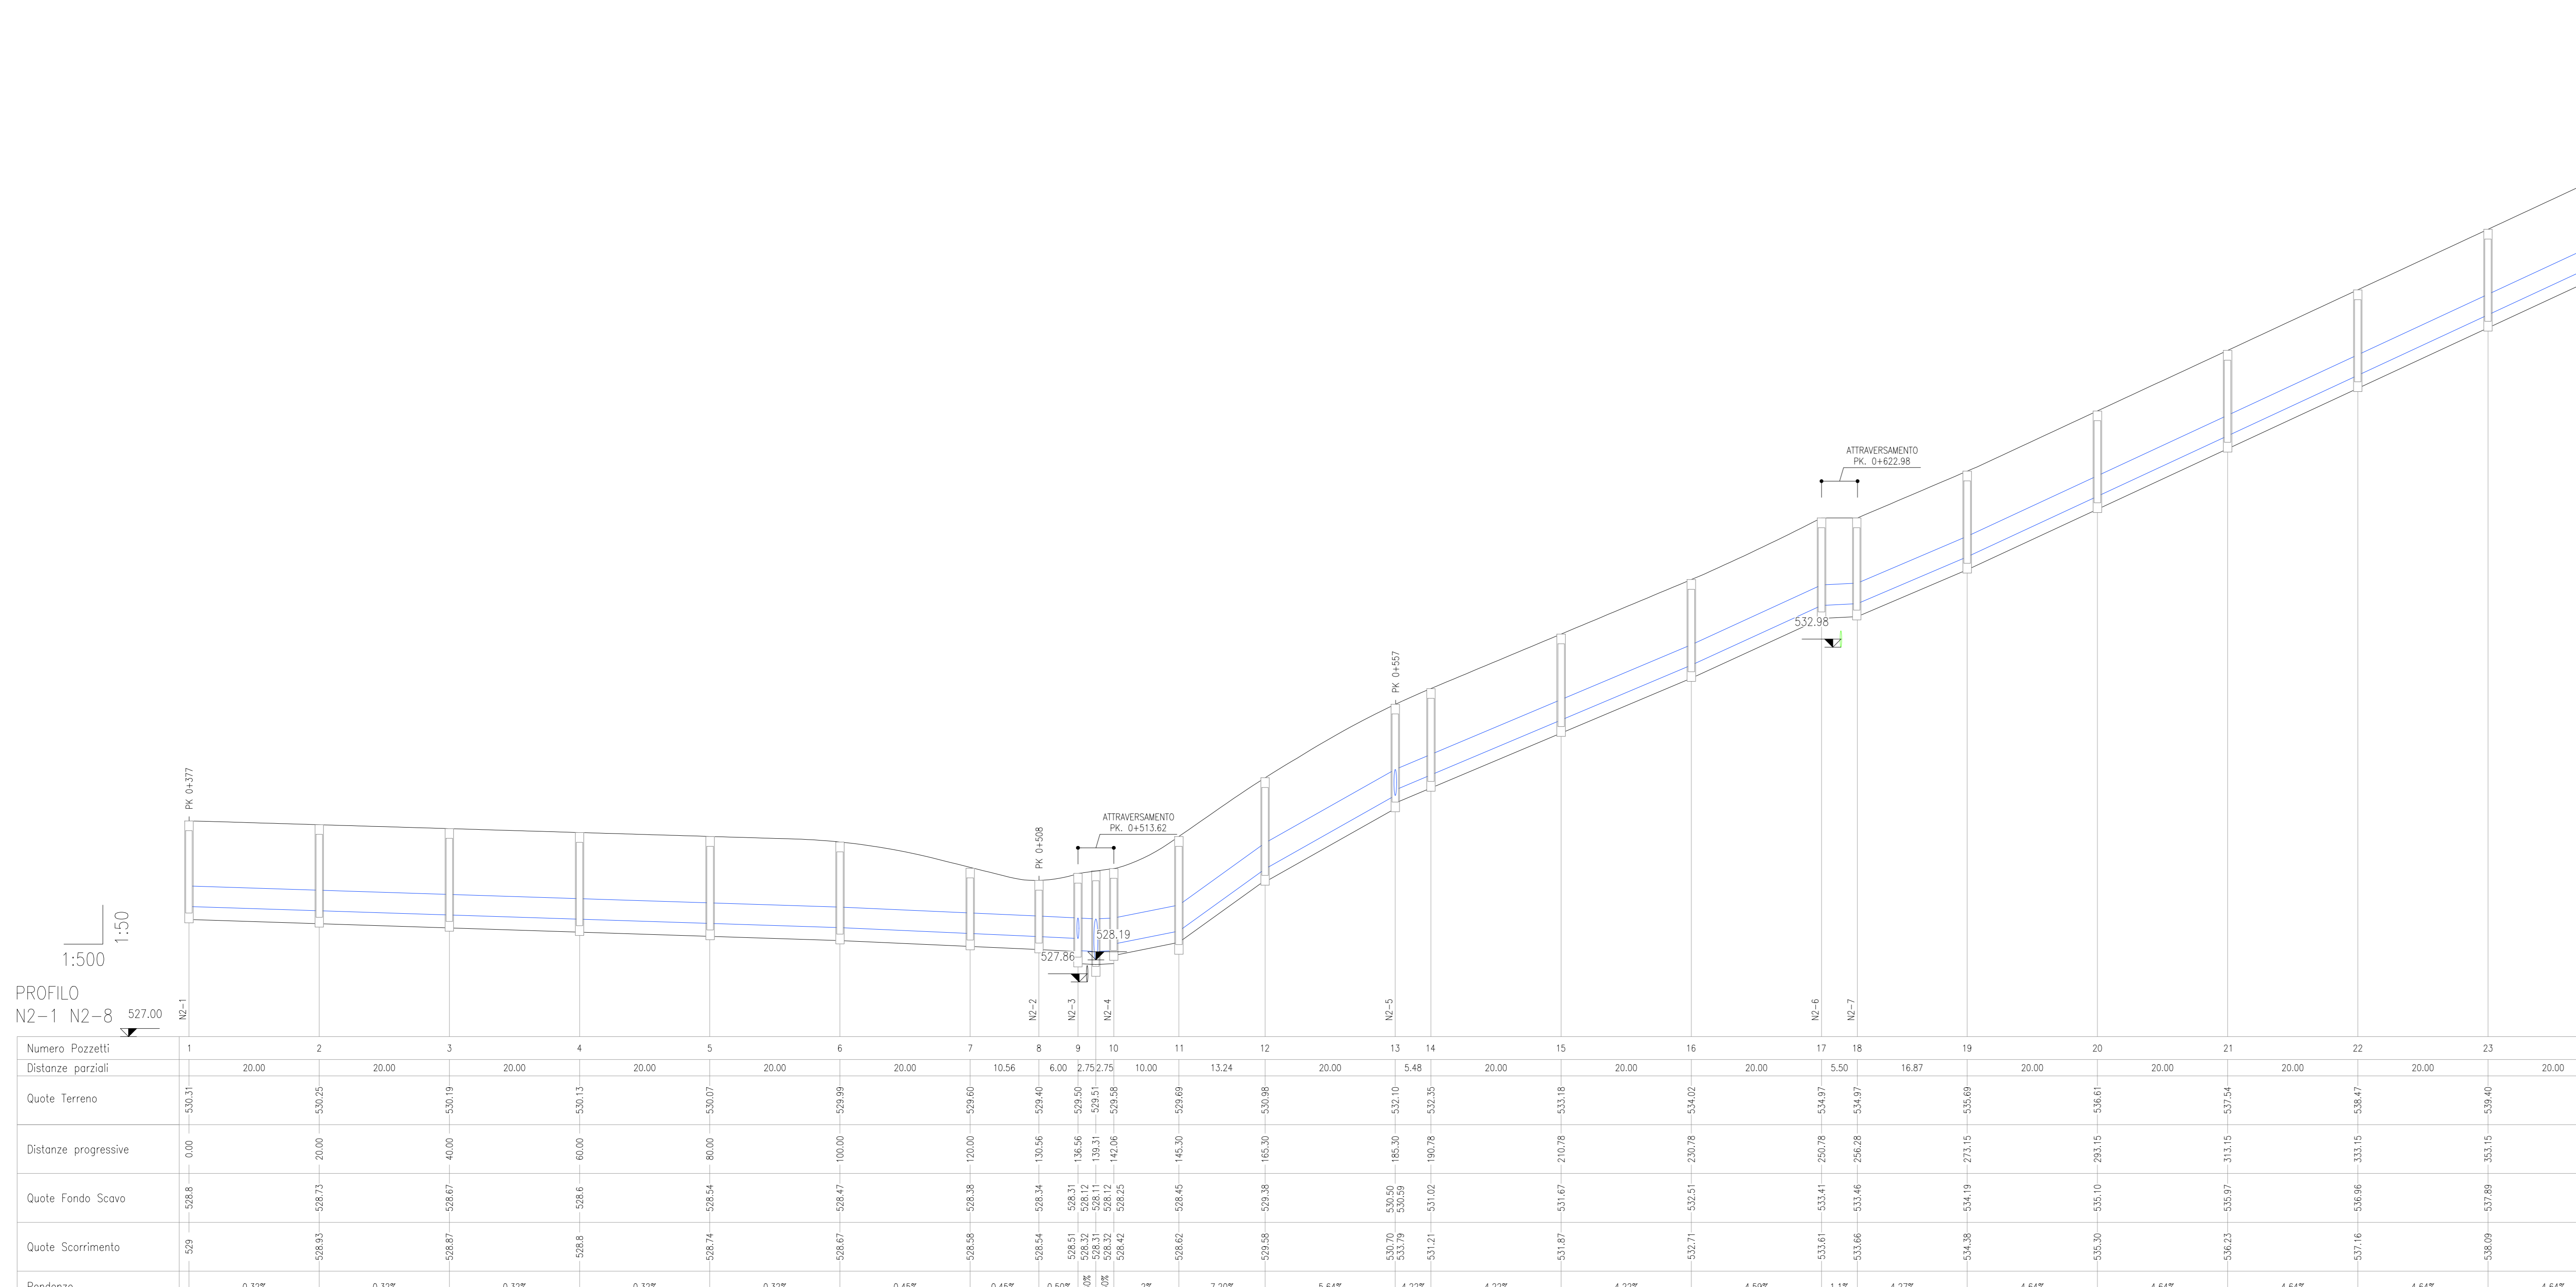 ATTRAVERSAMENTO
PK. 0+622.98
532.98
PK 0+557
PK 0+377
ATTRAVERSAMENTO
PK. 0+513.62
PK 0+508
528.19
527.86
1:50
1:500
PROFILO
N2-1 N2-8 527.00
N2-1 N2-2 N2-3 N2-4 N2-5 N2-6 N2-7
Numero Pozzetti 1 2 3 4 5 6 7 8 9 10 11 12 13 14 15 16 17 18 19 20 21 22 23
Distanze parziali 20.00 20.00 20.00 20.00 20.00 20.00 10.56 6.00 2.75 2.75 10.00 13.24 20.00 5.48 20.00 20.00 20.00 5.50 16.87 20.00 20.00 20.00 20.00 20.00
Quote Terreno 530.31 530.25 530.19 530.13 530.07 529.99 529.60 529.40 529.50 529.51 529.58 529.69 530.98 532.10 532.35 533.18 534.02 534.97 534.97 535.69 536.61 537.54 538.47 539.40
Distanze progressive 0.00 20.00 40.00 60.00 80.00 100.00 120.00 130.56 136.56 139.31 142.06 145.30 165.30 185.30 190.78 210.78 230.78 250.78 256.28 273.15 293.15 313.15 333.15 353.15
Quote Fondo Scavo 528.8 528.73 528.67 528.6 528.54 528.47 528.38 528.34 528.31 528.12 528.11 528.12 528.25 528.45 529.38 530.50 530.59 531.02 531.67 532.51 533.41 533.46 534.19 535.10 535.97 536.96 537.89
Quote Scorrimento 529 528.93 528.87 528.8 528.74 528.67 528.58 528.54 528.51 528.32 528.31 528.32 528.42 528.62 529.58 530.70 533.79 531.21 531.87 532.71 533.61 533.66 534.38 535.30 536.23 537.16 538.09